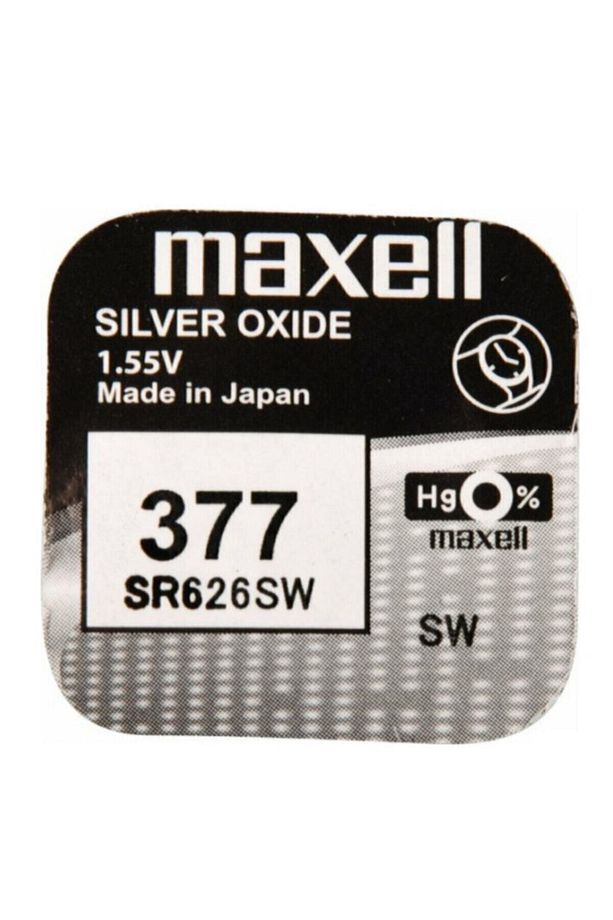 maxell
SILVER OXIDE
1.55V
Made in Japan
377
SR626SW
Hg0%
maxell
SW